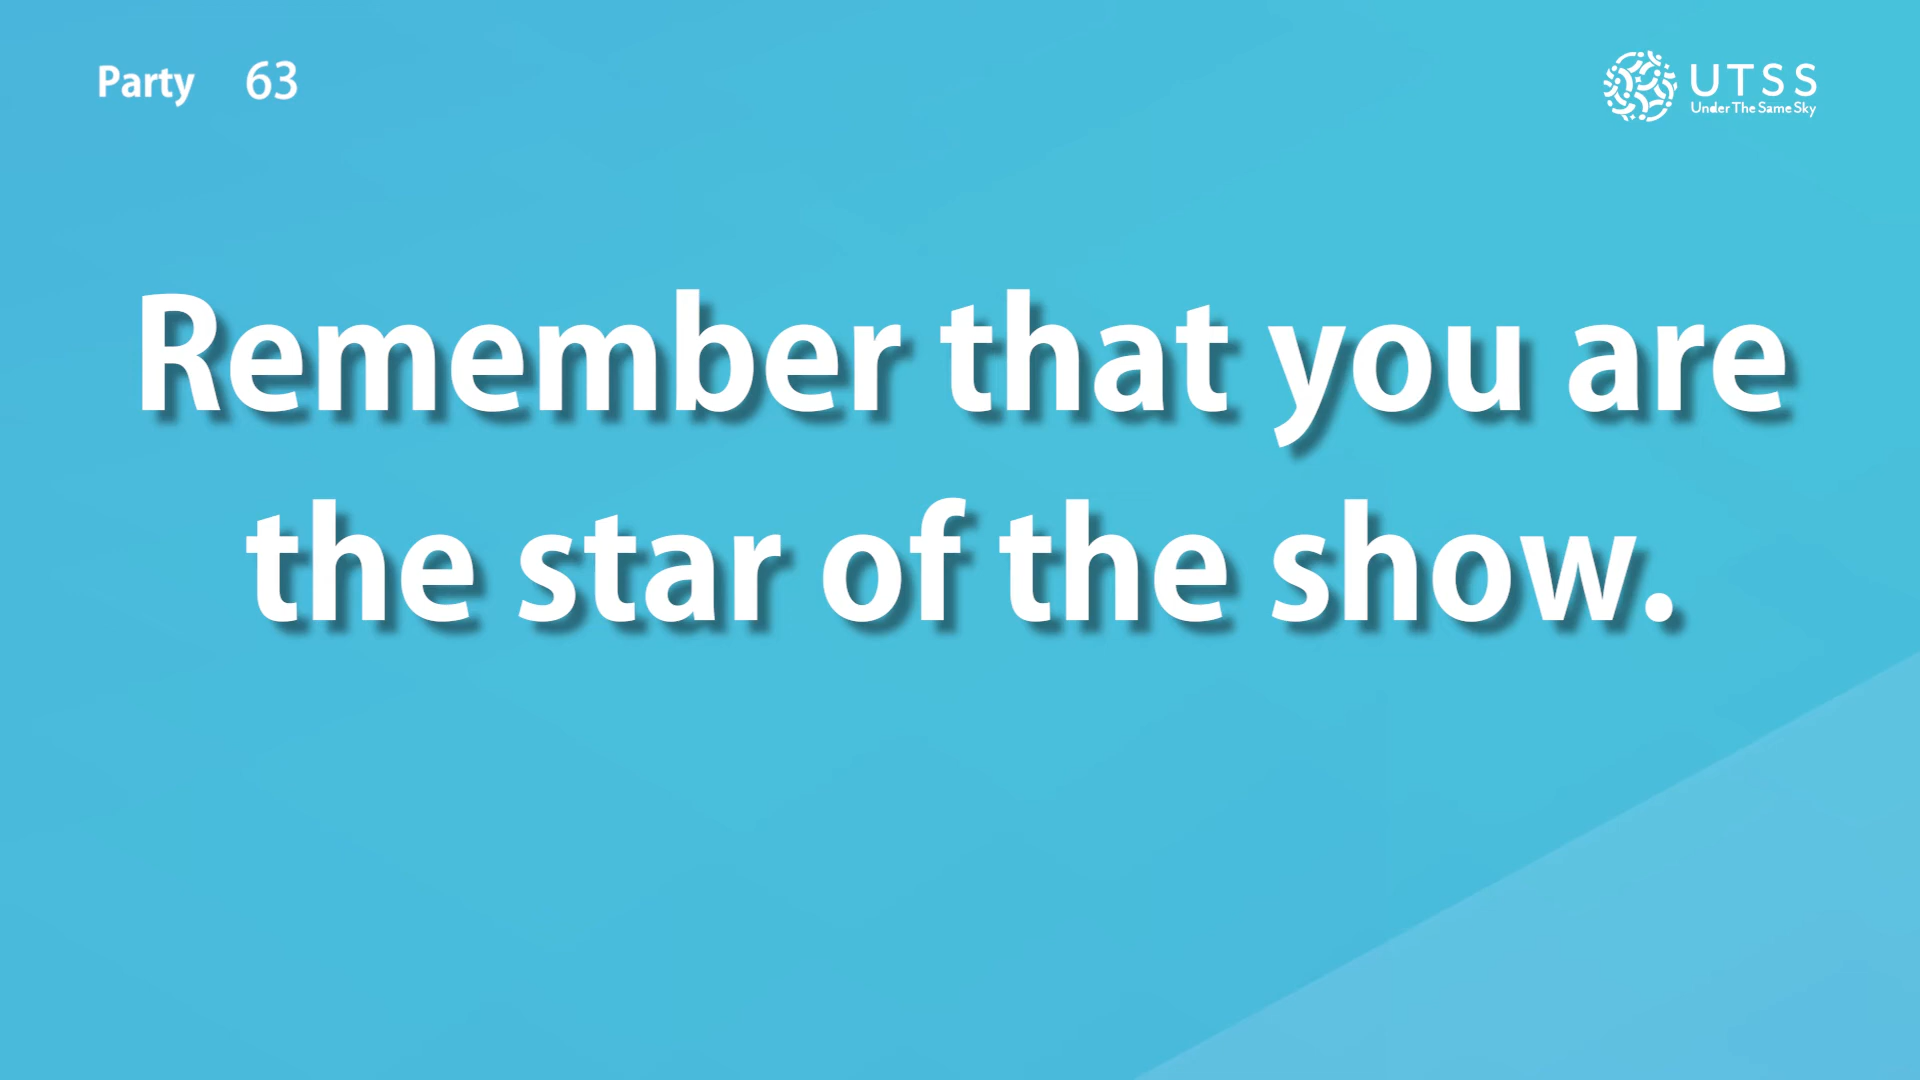 Party 63
UTSS
Under The Same Sky
Remember that you are
the star of the show.